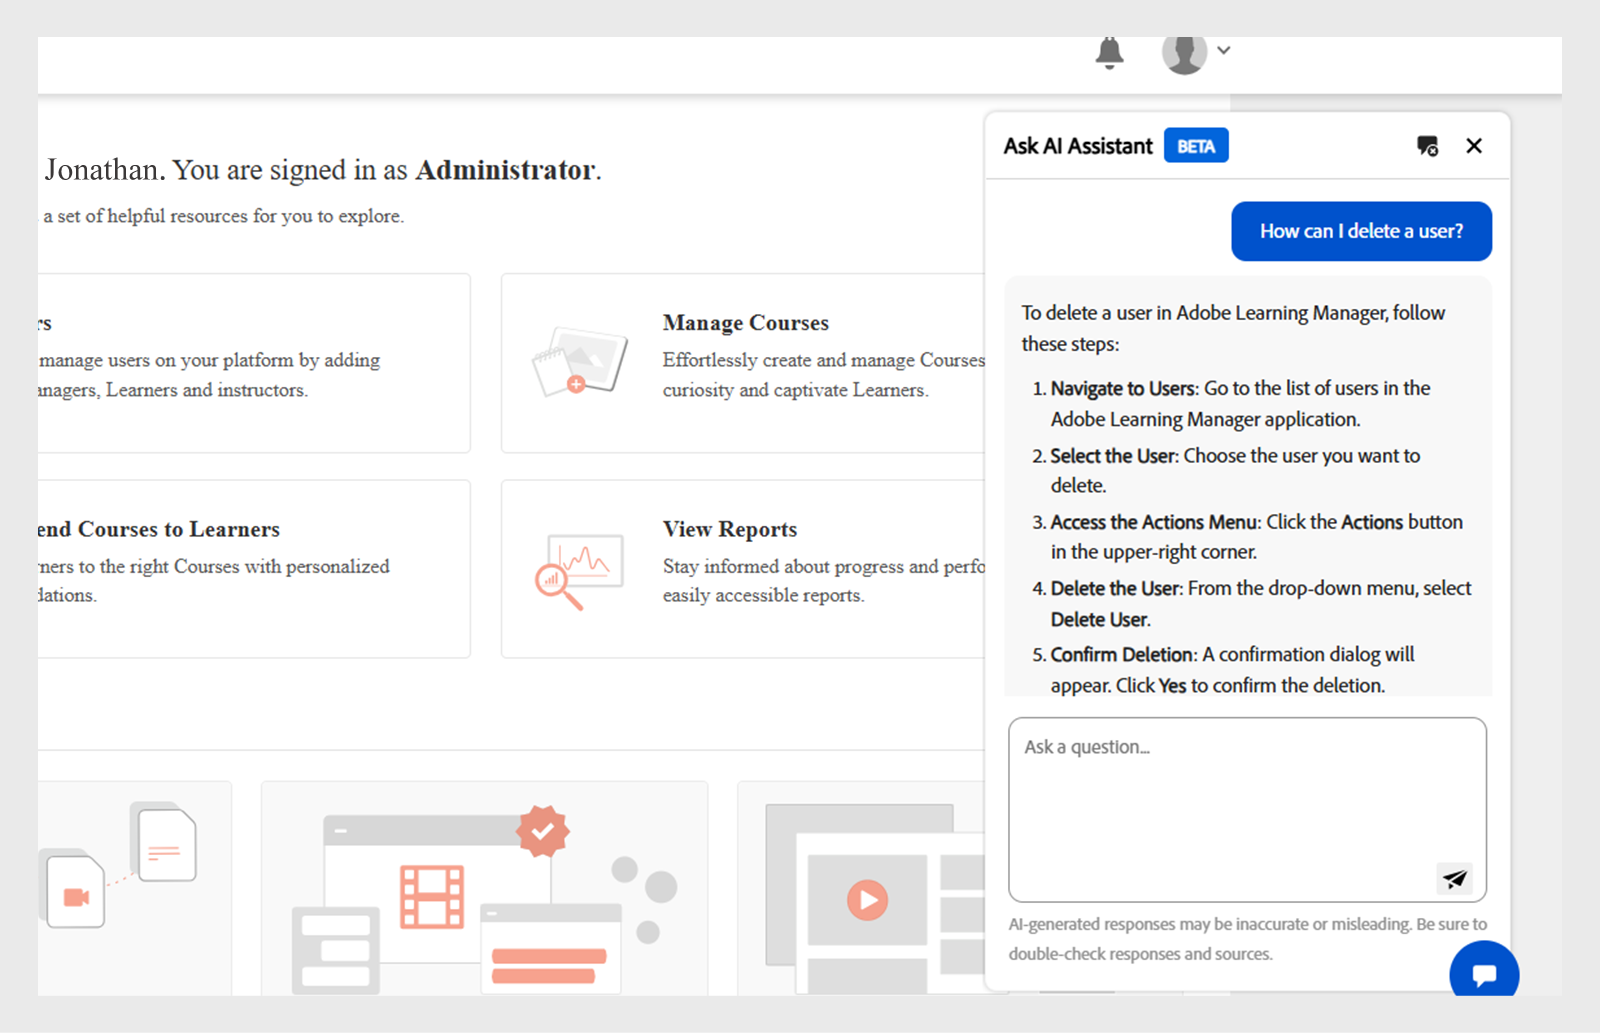 Jonathan. You are signed in as Administrator.
a set of helpful resources for you to explore.
rs
manage users on your platform by adding
anagers, Learners and instructors.
Manage Courses
Effortlessly create and manage Courses
curiosity and captivate Learners.
end Courses to Learners
rners to the right Courses with personalized
dations.
View Reports
Stay informed about progress and perfo
easily accessible reports.
Ask AI Assistant
BETA
How can I delete a user?
To delete a user in Adobe Learning Manager, follow
these steps:
1. Navigate to Users: Go to the list of users in the
Adobe Learning Manager application.
2. Select the User: Choose the user you want to
delete.
3. Access the Actions Menu: Click the Actions button
in the upper-right corner.
4. Delete the User: From the drop-down menu, select
Delete User.
5. Confirm Deletion: A confirmation dialog will
appear. Click Yes to confirm the deletion.
Ask a question...
AI-generated responses may be inaccurate or misleading. Be sure to
double-check responses and sources.